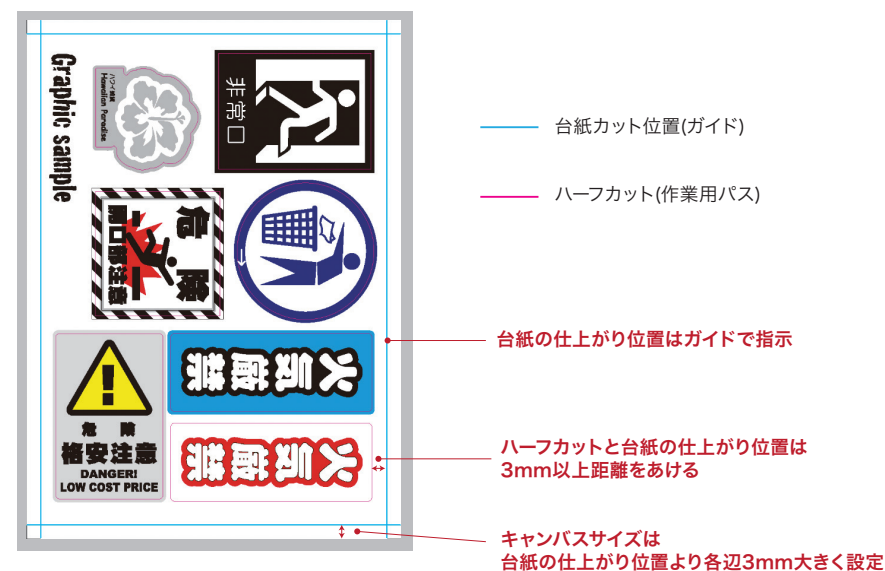 Graphic sample
ハワイ楽園
Hawaiian Paradise
非常口
危険
開口部注意
火気厳禁
危険
格安注意
DANGER!
LOW COST PRICE
火気厳禁
台紙カット位置(ガイド)
ハーフカット(作業用パス)
台紙の仕上がり位置はガイドで指示
ハーフカットと台紙の仕上がり位置は
3mm以上距離をあける
キャンバスサイズは
台紙の仕上がり位置より各辺3mm大きく設定